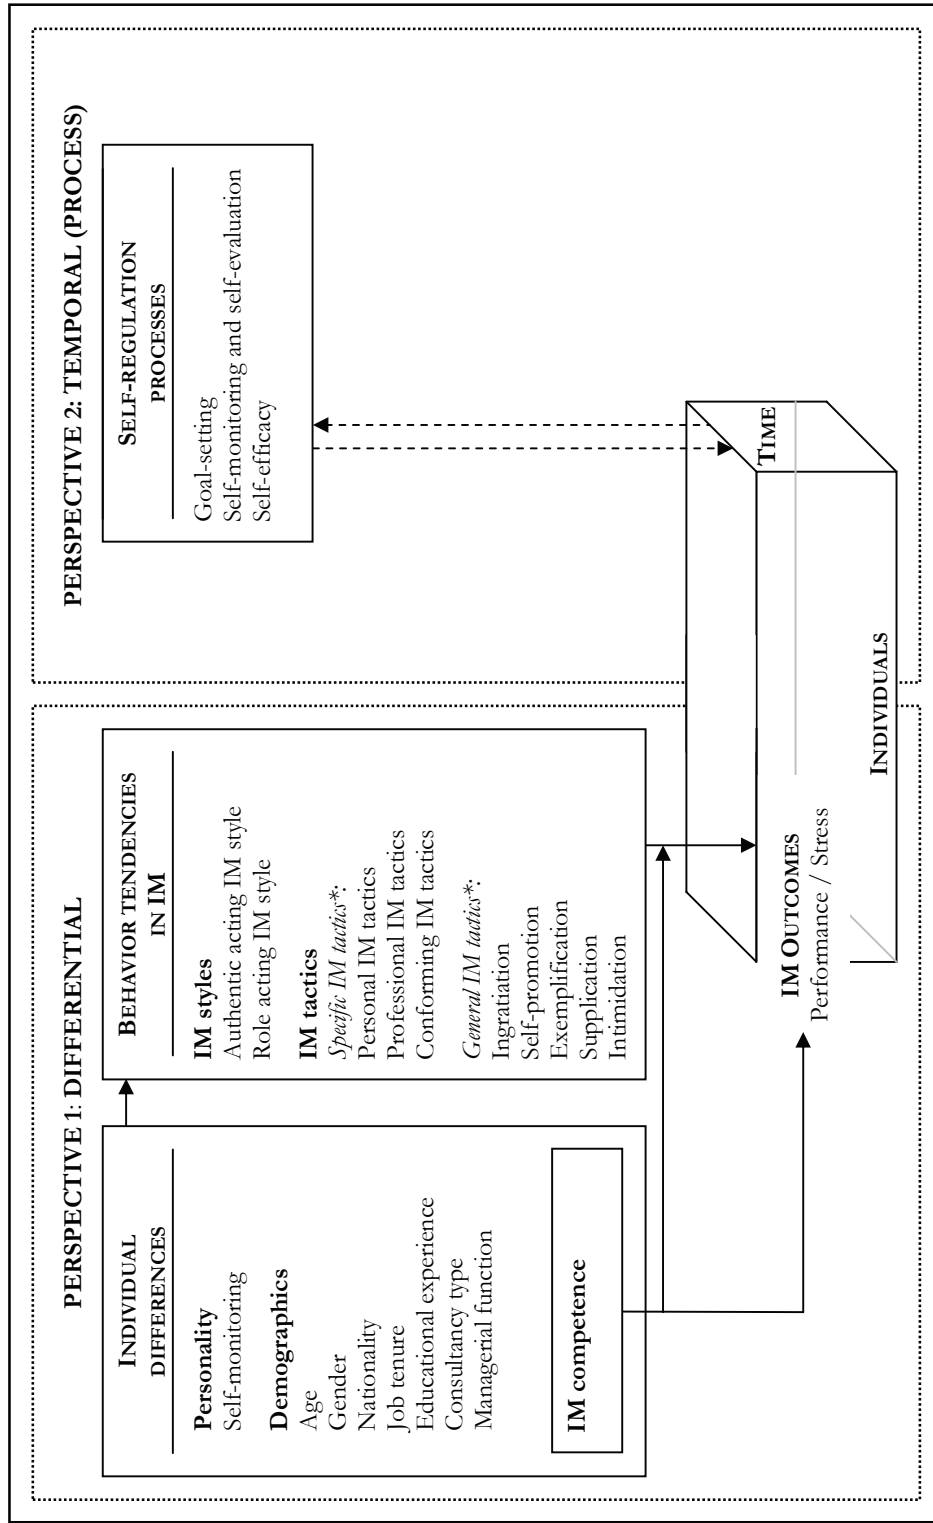 PERSPECTIVE 1: DIFFERENTIAL
INDIVIDUAL
DIFFERENCES
Personality
Self-monitoring
Demographics
Age
Gender
Nationality
Job tenure
Educational experience
Consultancy type
Managerial function
IM competence
BEHAVIOR TENDENCIES
IN IM
IM styles
Authentic acting IM style
Role acting IM style
IM tactics
Specific IM tactics*:
Personal IM tactics
Professional IM tactics
Conforming IM tactics
General IM tactics*:
Ingratiation
Self-promotion
Exemplification
Supplication
Intimidation
IM OUTCOMES
Performance / Stress
INDIVIDUALS
TIME
PERSPECTIVE 2: TEMPORAL (PROCESS)
SELF-REGULATION
PROCESSES
Goal-setting
Self-monitoring and self-evaluation
Self-efficacy